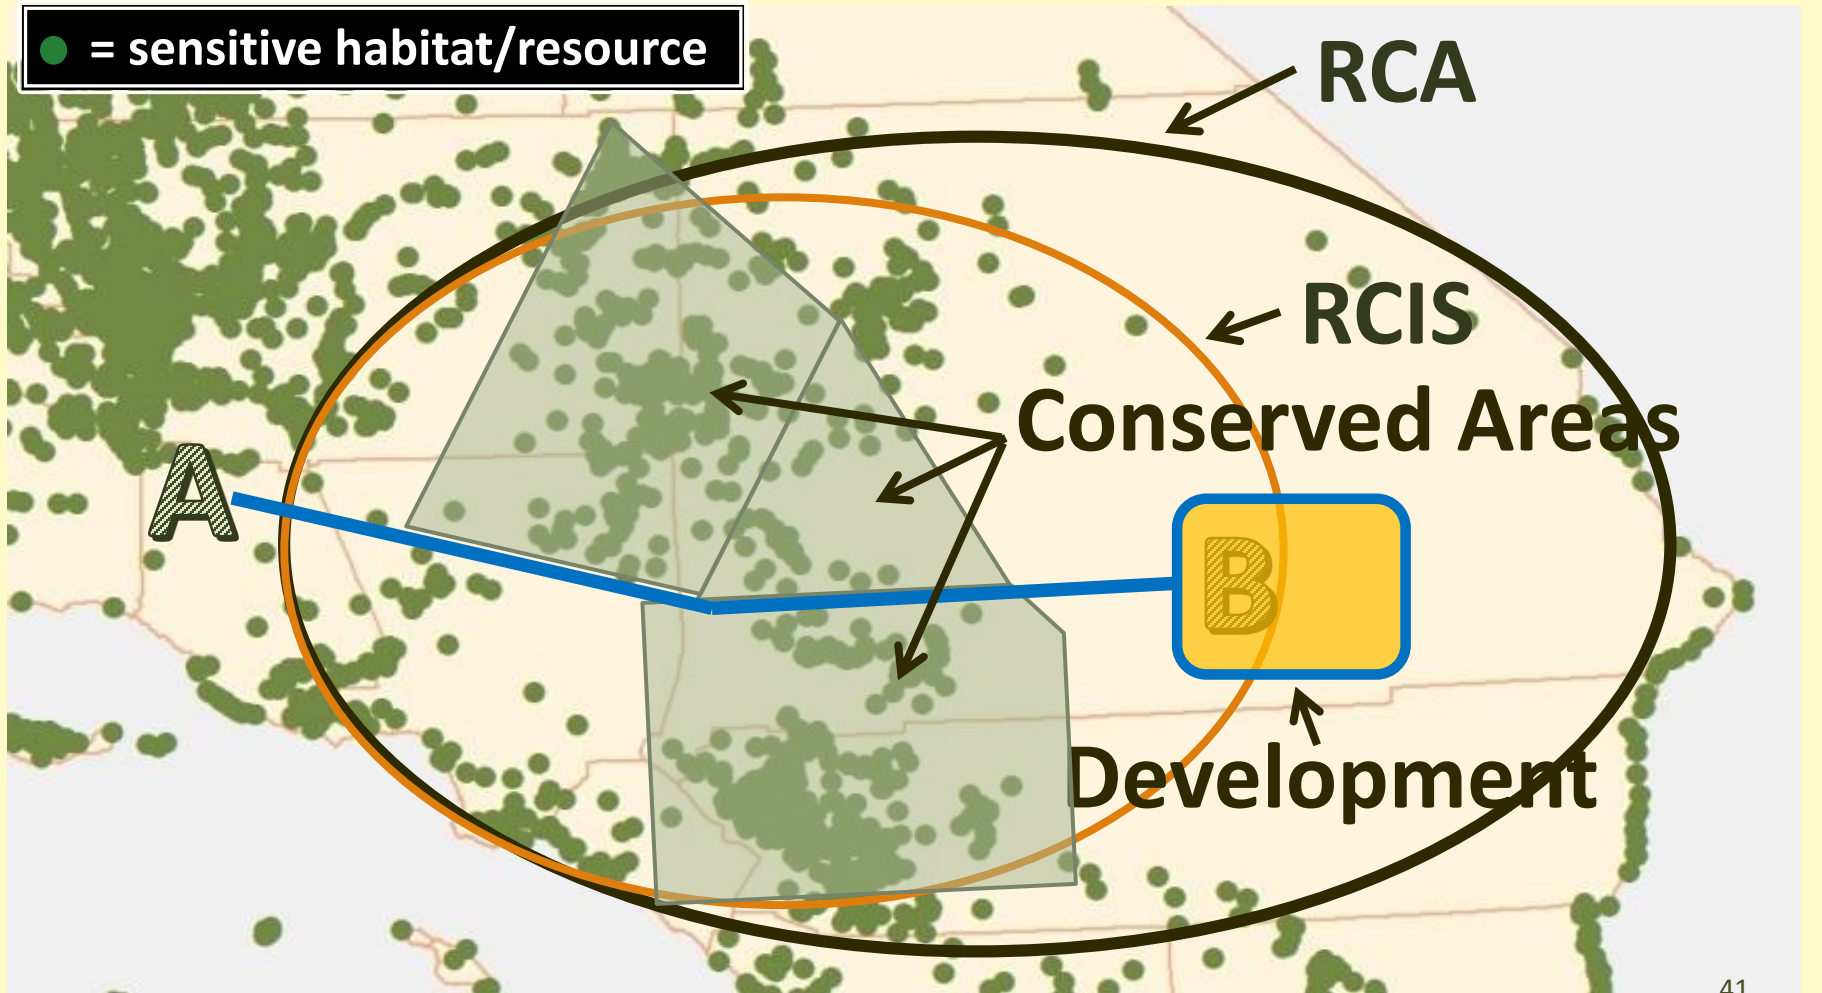 = sensitive habitat/resource
RCA
RCIS
Conserved Areas
A
B
Development
41